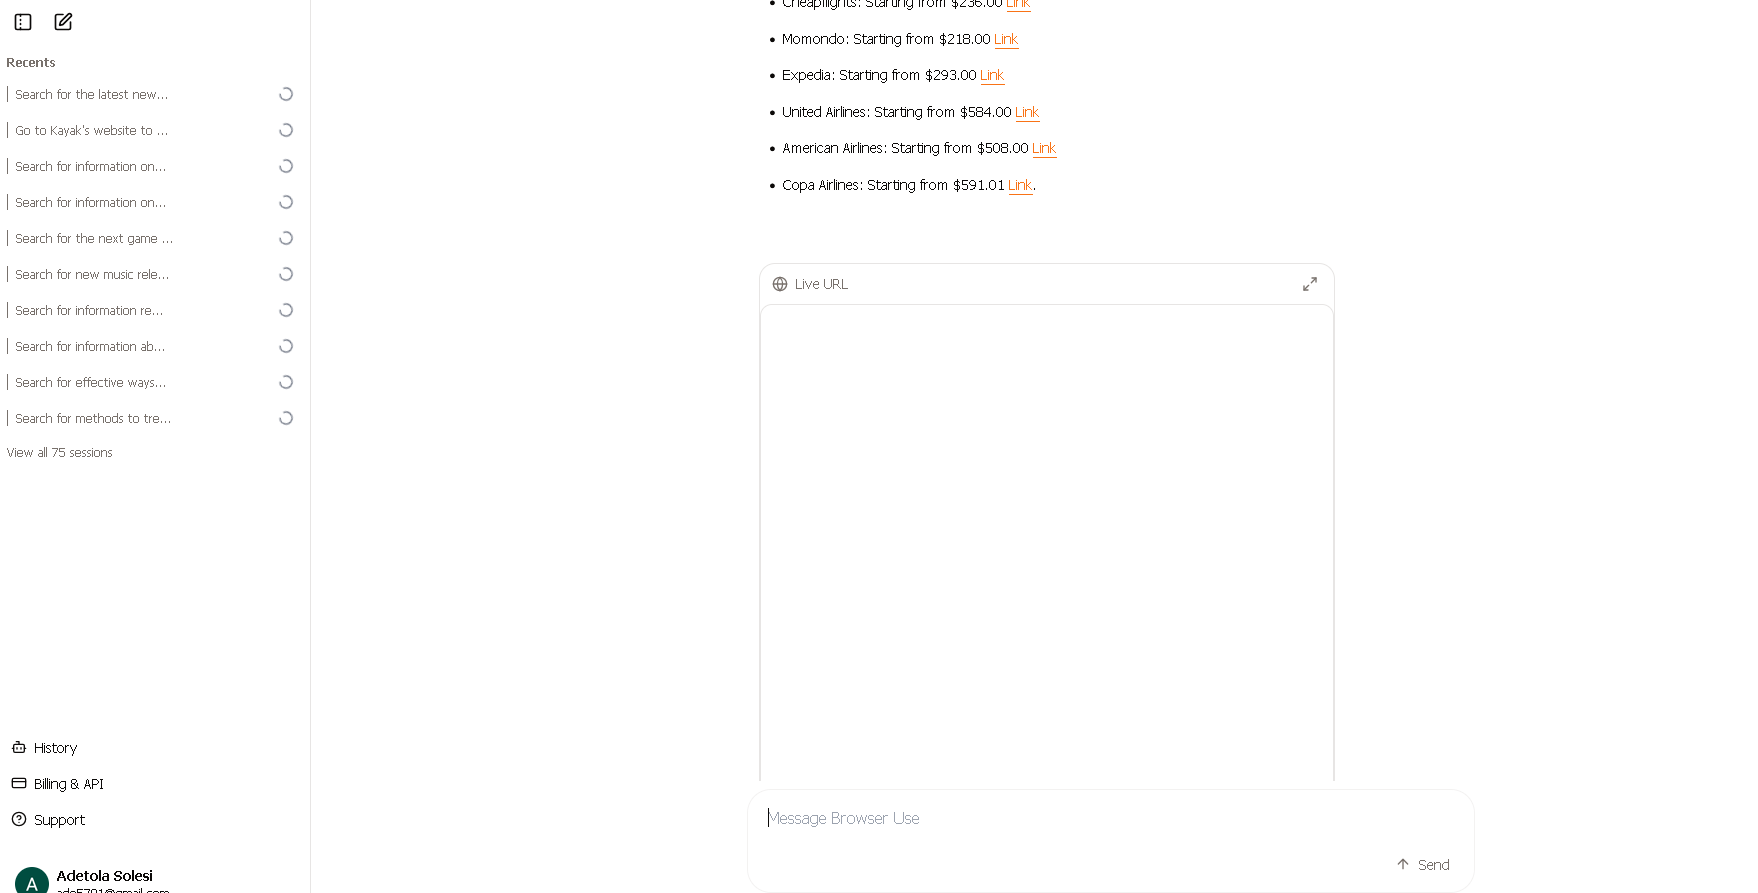 Recents
Search for the latest new...
Go to Kayak's website to ...
Search for information on...
Search for information on...
Search for the next game ...
Search for new music rele...
Search for information re...
Search for information ab...
Search for effective ways...
Search for methods to tre...
View all 75 sessions
History
Billing & API
Support
A
Adetola Solesi
ade5791@gmail.com
• Cheapflights: Starting from $236.00 Link
• Momondo: Starting from $218.00 Link
• Expedia: Starting from $293.00 Link
• United Airlines: Starting from $584.00 Link
• American Airlines: Starting from $508.00 Link
• Copa Airlines: Starting from $591.01 Link.
Live URL
Message Browser Use
Send